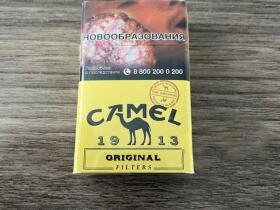 НОВООБРАЗОВАНИЯ
Подробнее
о последствиях
8 800 200 0 200
CAMEL
19 13
ORIGINAL
FILTERS